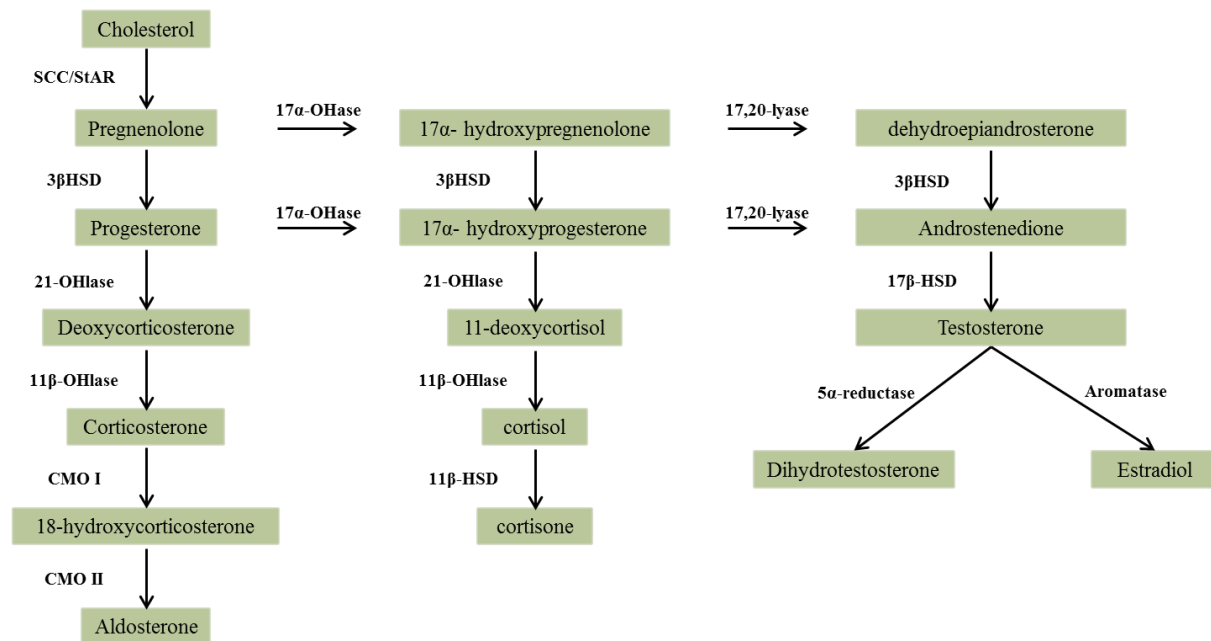 Cholesterol
SCC/StAR
Pregnenolone
17α-OHase
17α- hydroxypregnenolone
17,20-lyase
dehydroepiandrosterone
3βHSD
3βHSD
3βHSD
Progesterone
17α-OHase
17α- hydroxyprogesterone
17,20-lyase
Androstenedione
21-OHlase
21-OHlase
17β-HSD
Deoxycorticosterone
11-deoxycortisol
Testosterone
11β-OHlase
11β-OHlase
5α-reductase
Aromatase
Corticosterone
cortisol
Dihydrotestosterone
Estradiol
CMO I
11β-HSD
18-hydroxycorticosterone
cortisone
CMO II
Aldosterone